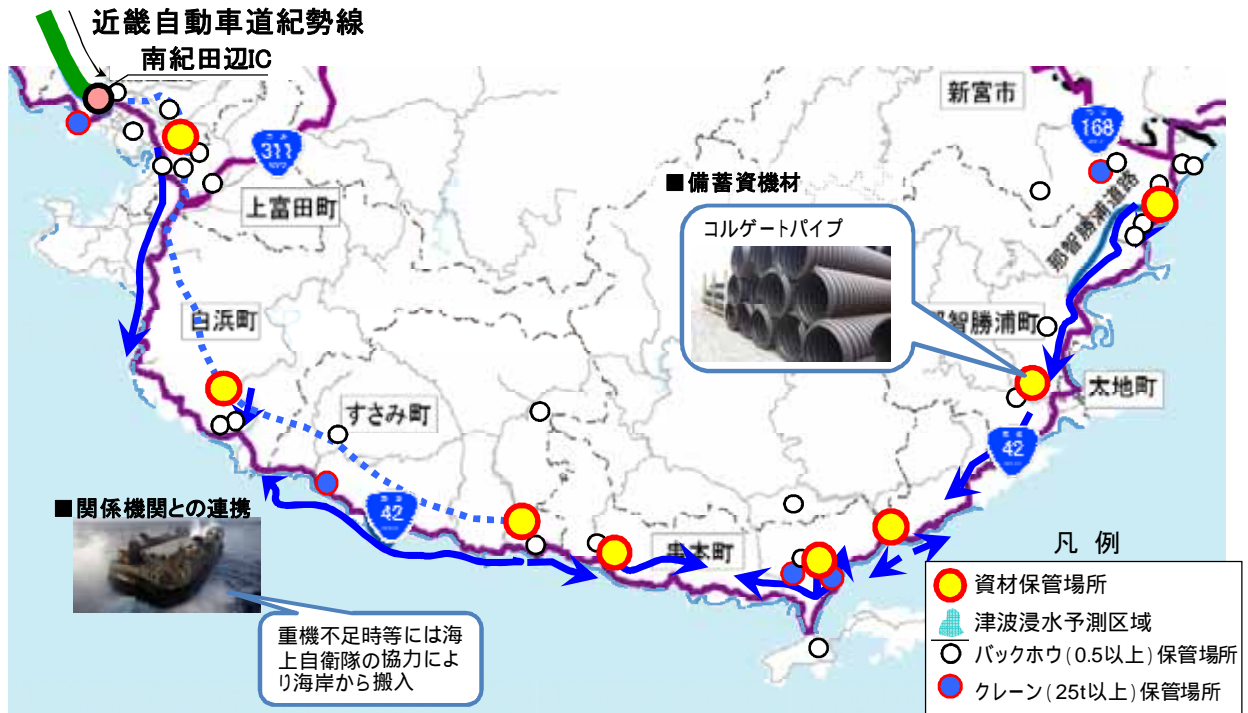 近畿自動車道紀勢線
南紀田辺IC
新宮市
168
311
■備蓄資機材
上富田町
コルゲートパイプ
那智勝浦道路
白浜町
智勝浦町
太地町
すさみ町
42
■関係機関との連携
42
串本町
重機不足時等には海
上自衛隊の協力によ
り海岸から搬入
凡 例
資材保管場所
津波浸水予測区域
バックホウ(0.5以上)保管場所
クレーン(25t以上)保管場所